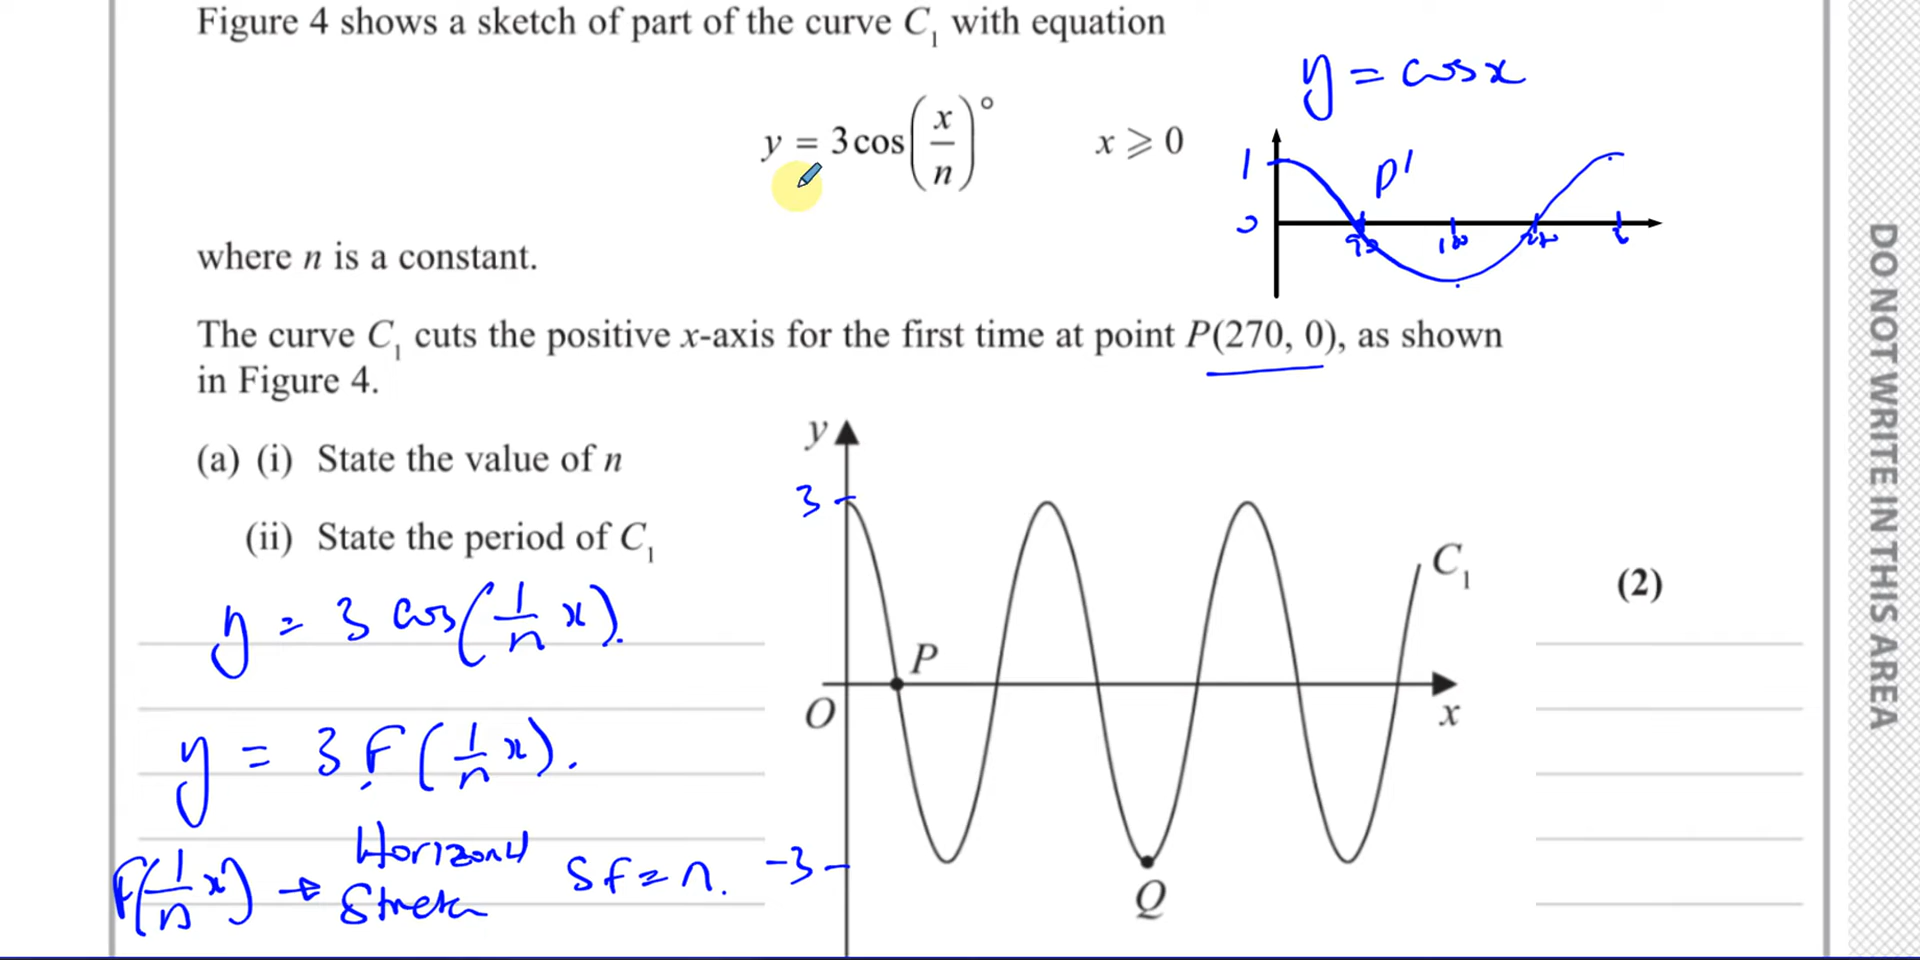 Figure 4 shows a sketch of part of the curve C₁ with equation
y = cos x
y = 3cos(x/n)°    x ⩾ 0
1
P'
0
90
180
270
where n is a constant.
The curve C₁ cuts the positive x-axis for the first time at point P(270, 0), as shown
in Figure 4.
(a) (i) State the value of n
(ii) State the period of C₁
(2)
y
3
C₁
P
O
x
-3
Q
y = 3 cos(1/n x).
y = 3 F(1/n x).
F(1/n x) → Horizontal Stretch  Sf = n.
DO NOT WRITE IN THIS AREA